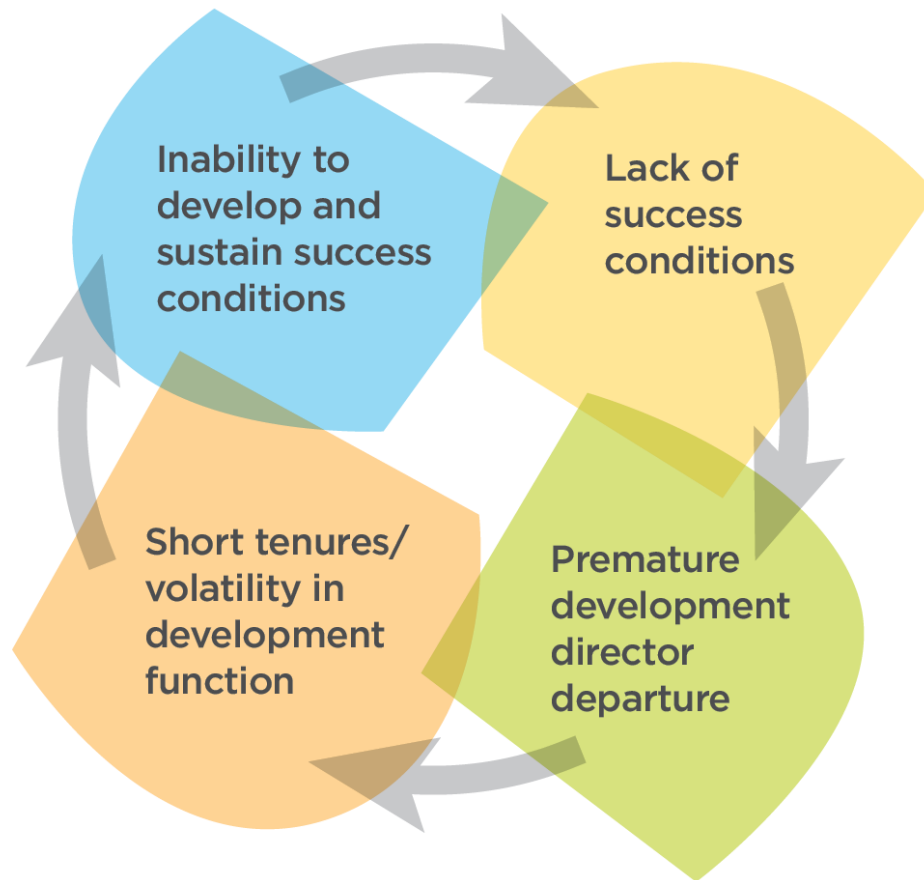 Inability to
develop and
sustain success
conditions
Lack of
success
conditions
Premature
development
director
departure
Short tenures/
volatility in
development
function